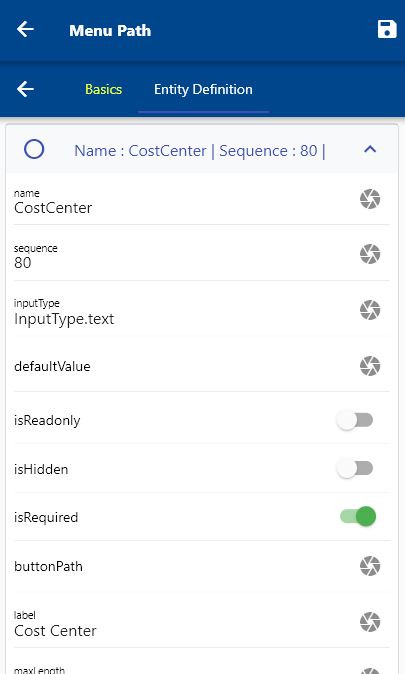 Menu Path
Basics Entity Definition
Name : CostCenter | Sequence : 80 |
name
CostCenter
sequence
80
inputType
InputType.text
defaultValue
isReadonly
isHidden
isRequired
buttonPath
label
Cost Center
maxLength